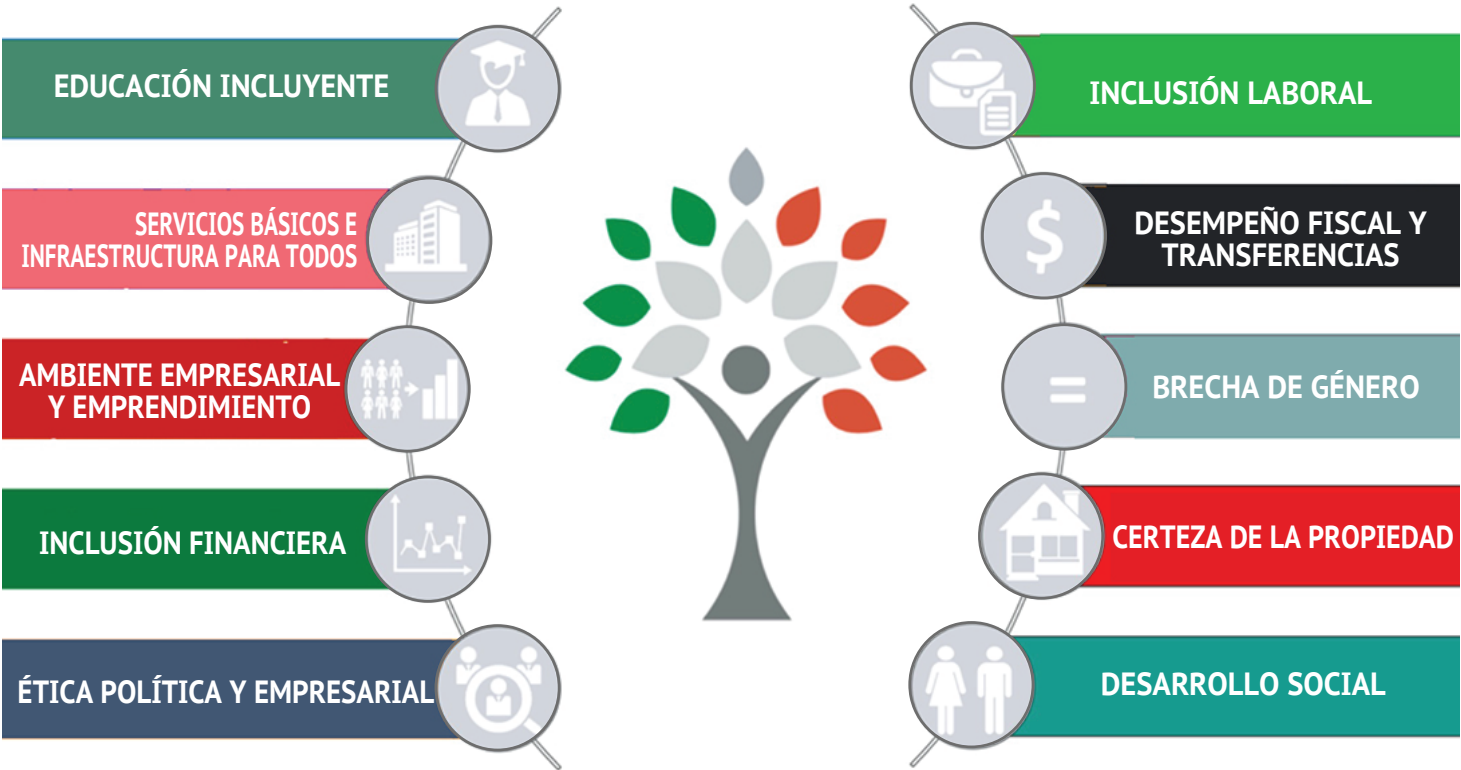 EDUCACIÓN INCLUYENTE
SERVICIOS BÁSICOS E
INFRAESTRUCTURA PARA TODOS
AMBIENTE EMPRESARIAL
Y EMPRENDIMIENTO
INCLUSIÓN FINANCIERA
ÉTICA POLÍTICA Y EMPRESARIAL
INCLUSIÓN LABORAL
$
DESEMPEÑO FISCAL Y
TRANSFERENCIAS
=
BRECHA DE GÉNERO
CERTEZA DE LA PROPIEDAD
DESARROLLO SOCIAL